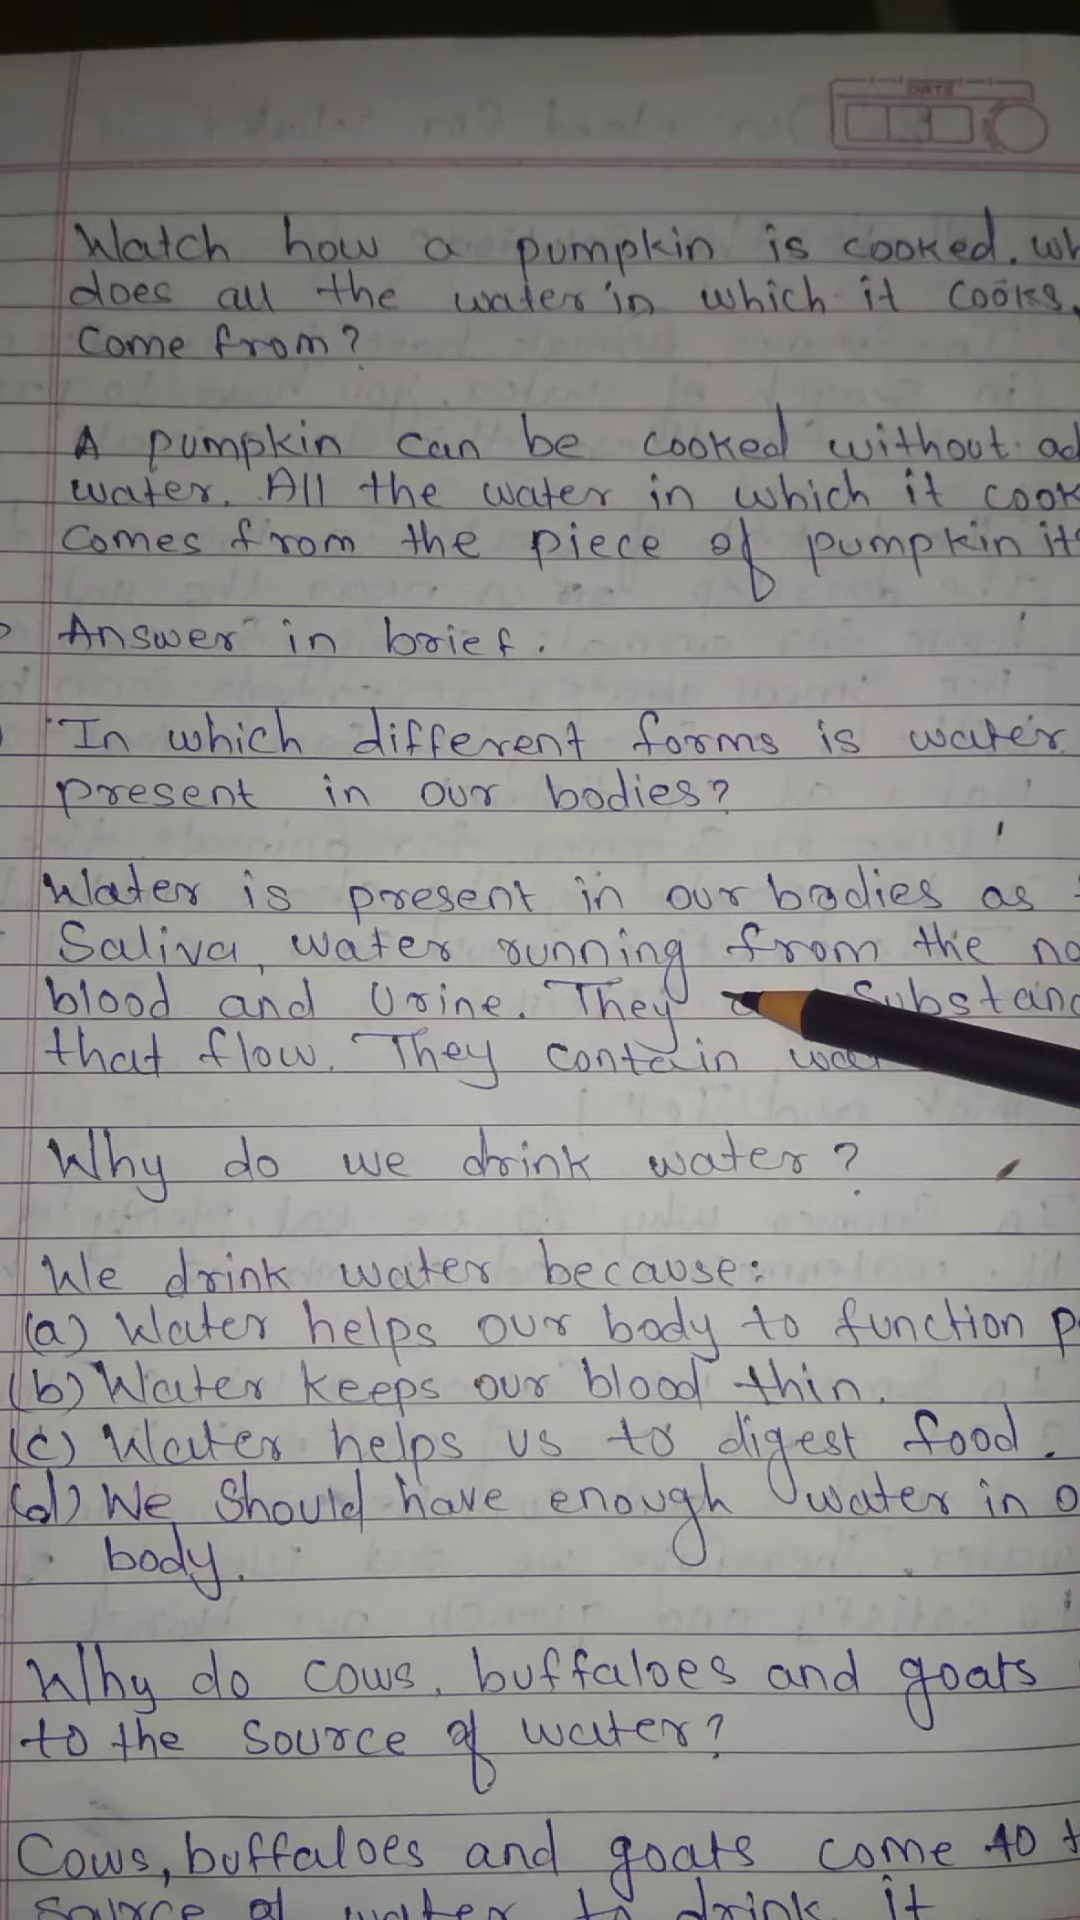 DATE
Watch how a pumpkin is cooked.
does all the water in which it cooks,
come from?
A pumpkin can be cooked without
water. All the water in which it
comes from the piece of pumpkin
Answer in brief.
In which different forms is water
present in our bodies?
Water is present in our bodies as
Saliva, water running from the
blood and Urine. They
that flow. They contain
Why do we drink water?
We drink water because:
(a) Water helps our body to function
(b) Water keeps our blood thin.
(c) Water helps us to digest food.
(d) We should have enough water in
body.
Why do cows, buffaloes and goats
to the source of water?
Cows, buffaloes and goats come to
source of water to drink it